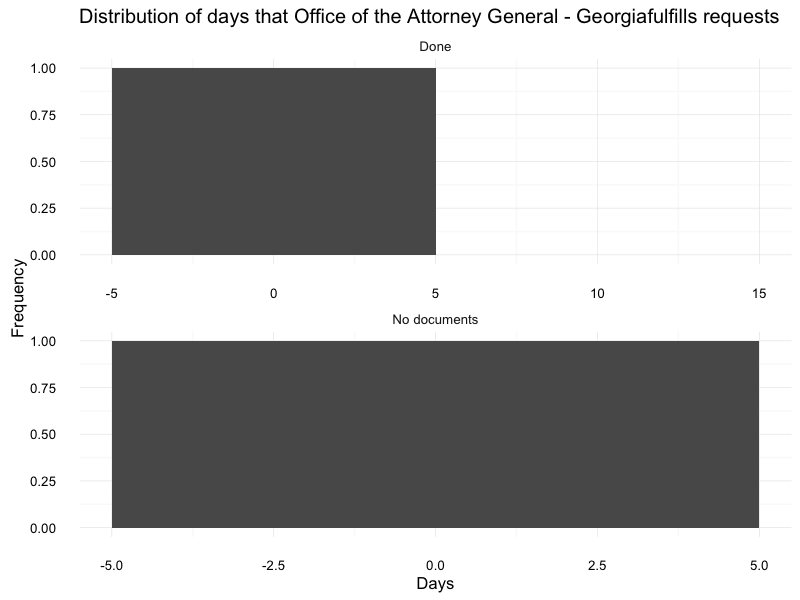 Distribution of days that Office of the Attorney General - Georgiafulfills requests
Done
1.00
0.75
0.50
0.25
0.00
-5 0 5 10 15
Frequency
No documents
1.00
0.75
0.50
0.25
0.00
-5.0 -2.5 0.0 2.5 5.0
Days